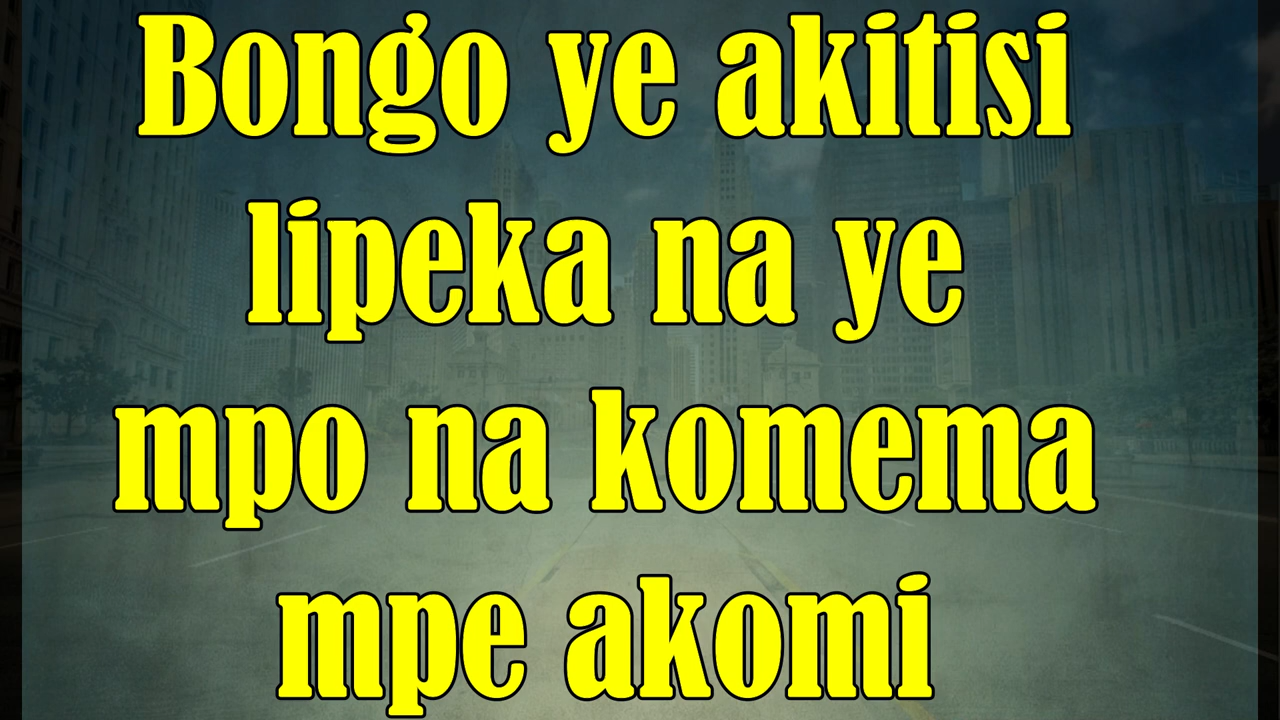 Bongo ye akitisi
lipeka na ye
mpo na komema
mpe akomi